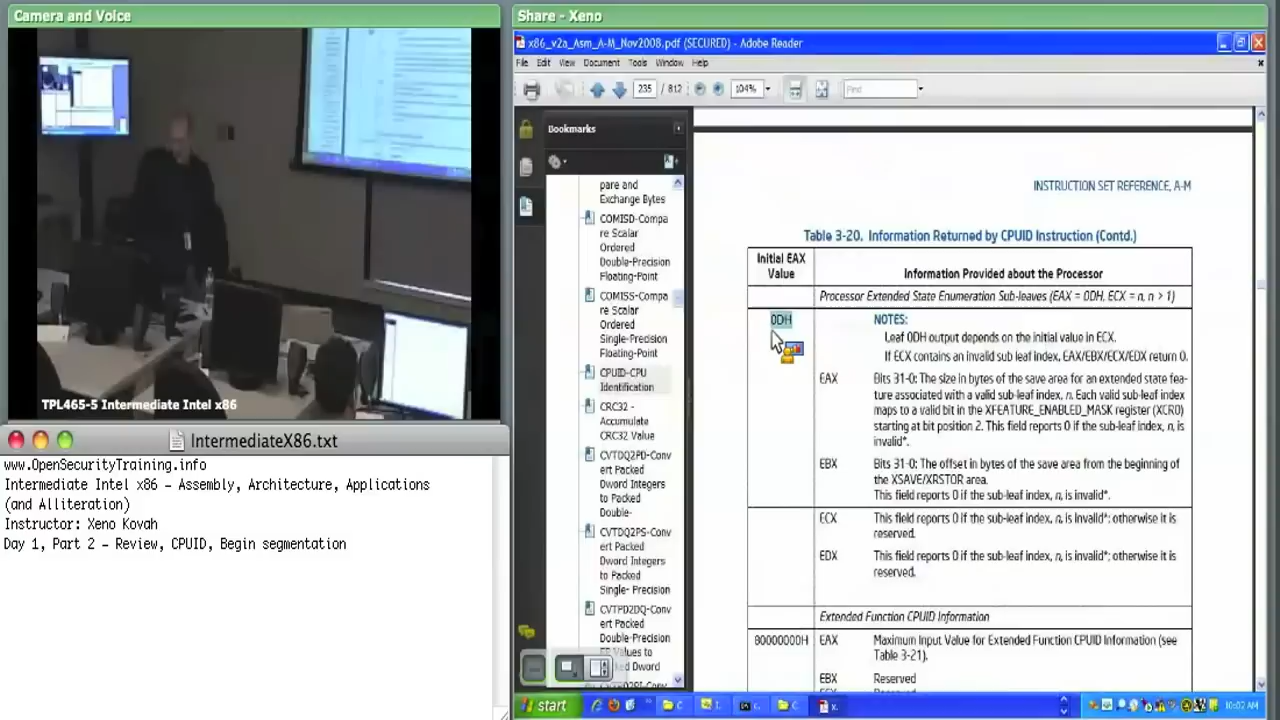 Camera and Voice
TPL465-5 Intermediate Intel x86
IntermediateX86.txt
www.OpenSecurityTraining.info
Intermediate Intel x86 – Assembly, Architecture, Applications
(and Alliteration)
Instructor: Xeno Kovah
Day 1, Part 2 – Review, CPUID, Begin segmentation
Share - Xeno
x86_v2a_Asm_A-M_Nov2008.pdf (SECURED) - Adobe Reader
File Edit View Document Tools Window Help
235 / 812 104% Find
Bookmarks
pare and
Exchange Bytes
COMISD-Compa
re Scalar
Ordered
Double-Precision
Floating-Point
COMISS-Compa
re Scalar
Ordered
Single-Precision
Floating-Point
CPUID-CPU
Identification
CRC32 -
Accumulate
CRC32 Value
CVTDQ2PD-Conv
ert Packed
Dword Integers
to Packed
Double-
CVTDQ2PS-Conv
ert Packed
Dword Integers
to Packed
Single- Precision
CVTPD2DQ-Conv
ert Packed
Double-Precision
Values to
Dword
INSTRUCTION SET REFERENCE, A-M
Table 3-20. Information Returned by CPUID Instruction (Contd.)
Initial EAX
Value
Information Provided about the Processor
Processor Extended State Enumeration Sub-leaves (EAX = 0DH, ECX = n, n > 1)
0DH NOTES:
Leaf 0DH output depends on the initial value in ECX.
If ECX contains an invalid sub leaf index, EAX/EBX/ECX/EDX return 0.
EAX Bits 31-0: The size in bytes of the save area for an extended state fea-
ture associated with a valid sub-leaf index, n. Each valid sub-leaf index
maps to a valid bit in the XFEATURE_ENABLED_MASK register (XCR0)
starting at bit position 2. This field reports 0 if the sub-leaf index, n, is
invalid*.
EBX Bits 31-0: The offset in bytes of the save area from the beginning of
the XSAVE/XRSTOR area.
This field reports 0 if the sub-leaf index, n, is invalid*.
ECX This field reports 0 if the sub-leaf index, n, is invalid*; otherwise it is
reserved.
EDX This field reports 0 if the sub-leaf index, n, is invalid*; otherwise it is
reserved.
Extended Function CPUID Information
80000000H EAX Maximum Input Value for Extended Function CPUID Information (see
Table 3-21).
EBX Reserved
start 10:02 AM